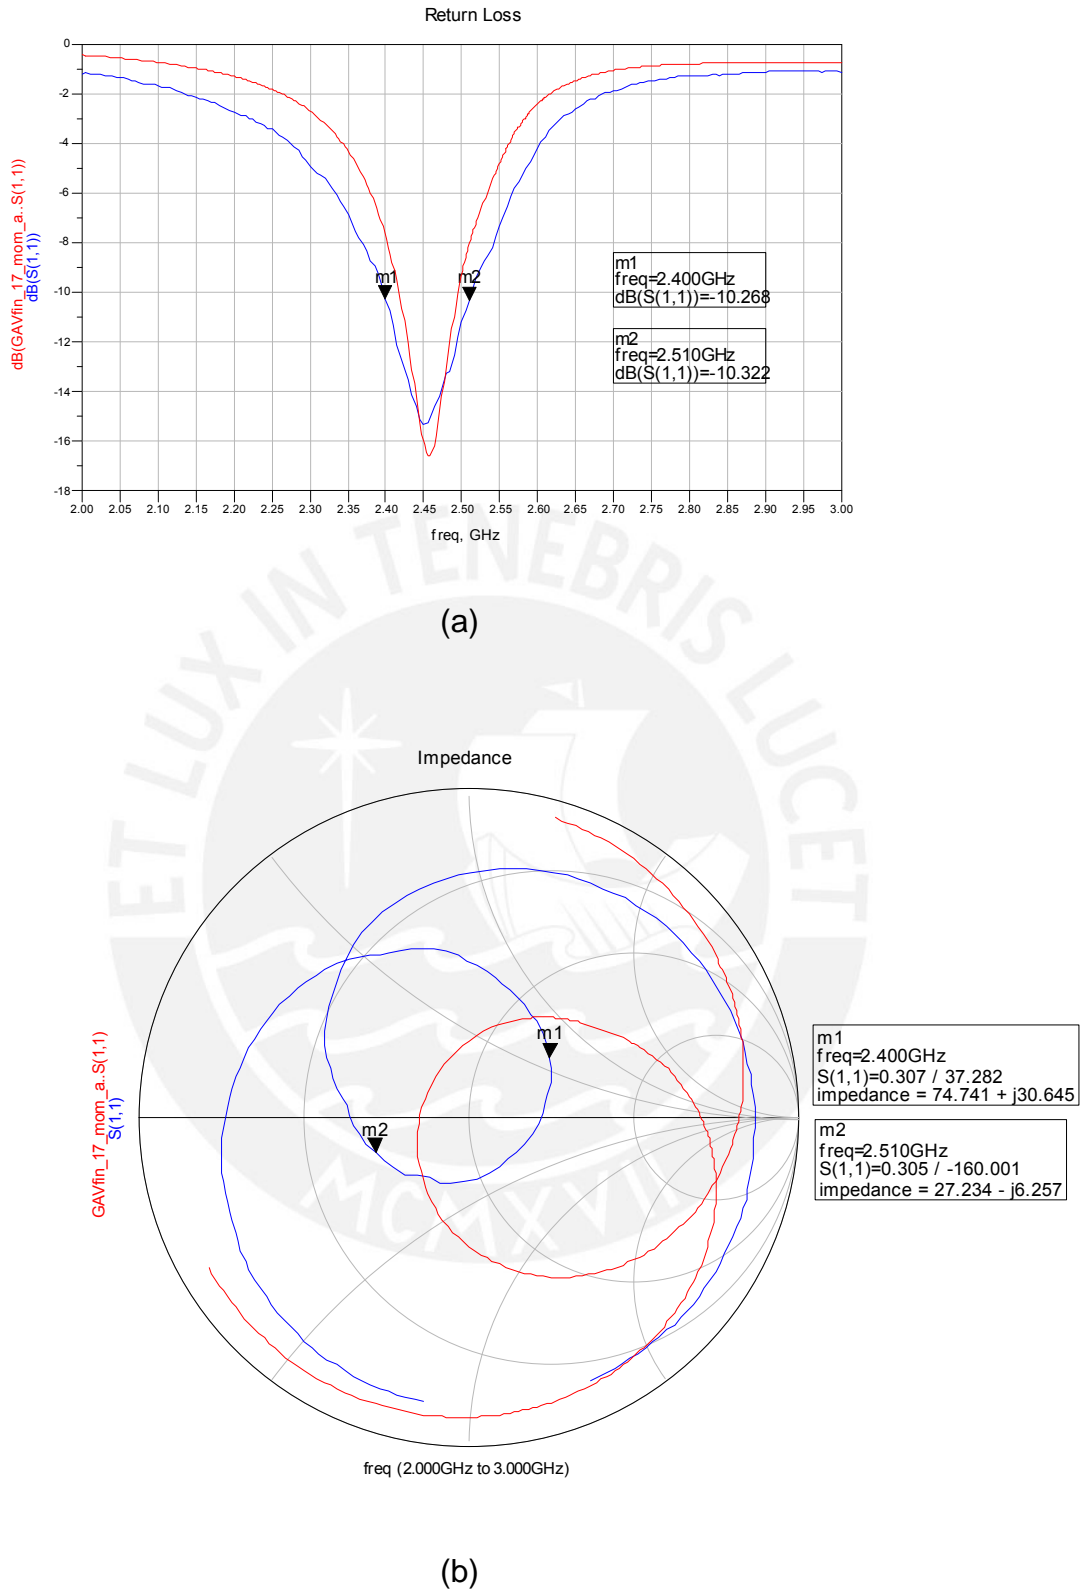 Return Loss
0
-2
-4
-6
-8
-10
-12
-14
-16
-18
dB(GAVfin_17_mom_a..S(1,1))
dB(S(1,1))
m1
m2
m1
freq=2.400GHz
dB(S(1,1))=-10.268
m2
freq=2.510GHz
dB(S(1,1))=-10.322
2.00 2.05 2.10 2.15 2.20 2.25 2.30 2.35 2.40 2.45 2.50 2.55 2.60 2.65 2.70 2.75 2.80 2.85 2.90 2.95 3.00
freq, GHz
(a)
ET LUX IN TENEBRIS LUCET
MCMXVII
Impedance
GAVfin_17_mom_a..S(1,1)
S(1,1)
m1
m2
m1
freq=2.400GHz
S(1,1)=0.307 / 37.282
impedance = 74.741 + j30.645
m2
freq=2.510GHz
S(1,1)=0.305 / -160.001
impedance = 27.234 - j6.257
freq (2.000GHz to 3.000GHz)
(b)